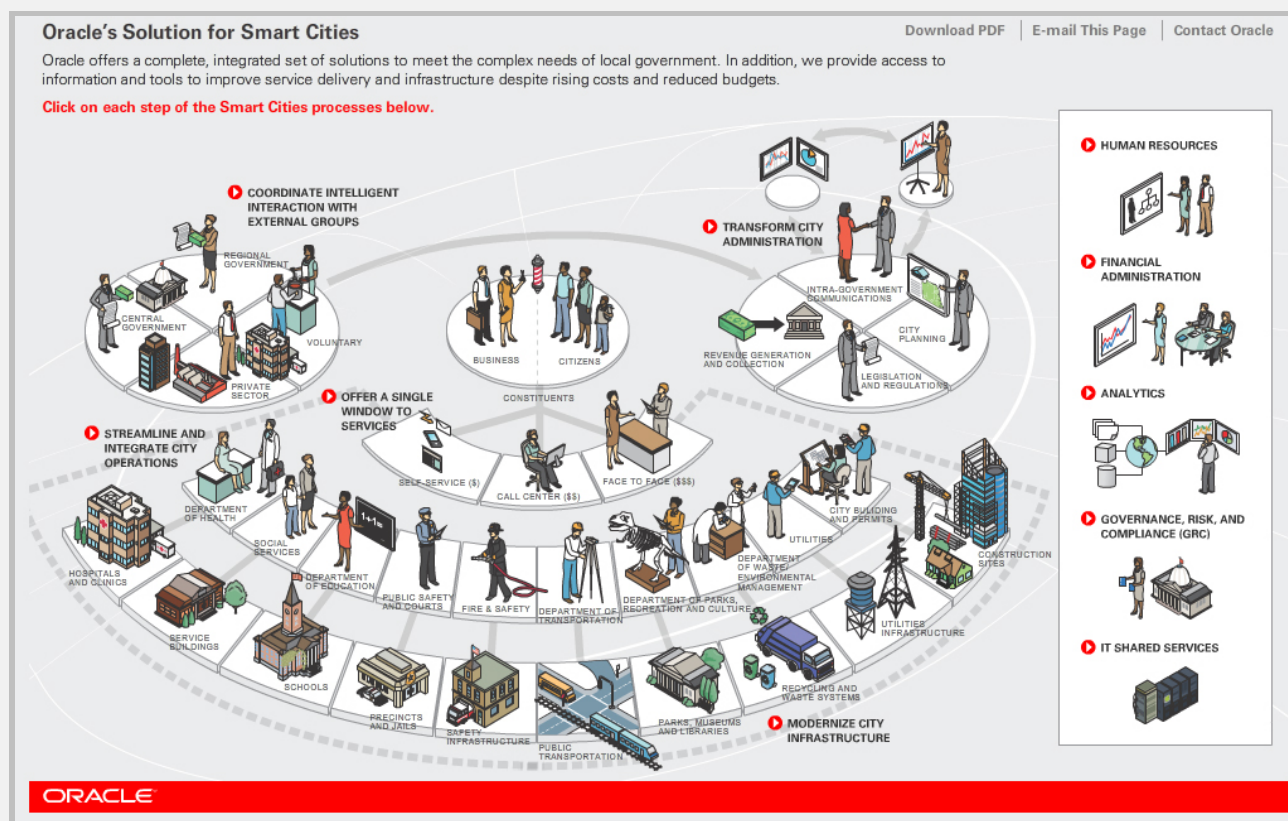 Oracle's Solution for Smart Cities
Download PDF
E-mail This Page
Contact Oracle
Oracle offers a complete, integrated set of solutions to meet the complex needs of local government. In addition, we provide access to
information and tools to improve service delivery and infrastructure despite rising costs and reduced budgets.
Click on each step of the Smart Cities processes below.
COORDINATE INTELLIGENT
INTERACTION WITH
EXTERNAL GROUPS
REGIONAL
GOVERNMENT
CENTRAL
GOVERNMENT
VOLUNTARY
PRIVATE
SECTOR
BUSINESS
CITIZENS
CONSTITUENTS
TRANSFORM CITY
ADMINISTRATION
INTRA-GOVERNMENT
COMMUNICATIONS
CITY
PLANNING
REVENUE GENERATION
AND COLLECTION
LEGISLATION
AND REGULATIONS
OFFER A SINGLE
WINDOW TO
SERVICES
SELF-SERVICE ($)
CALL CENTER ($$)
FACE TO FACE ($$$)
STREAMLINE AND
INTEGRATE CITY
OPERATIONS
DEPARTMENT
OF HEALTH
SOCIAL
SERVICES
1+1=
DEPARTMENT
OF EDUCATION
PUBLIC SAFETY
AND COURTS
FIRE & SAFETY
DEPARTMENT OF
TRANSPORTATION
DEPARTMENT OF PARKS,
RECREATION AND CULTURE
DEPARTMENT
OF WASTE/
ENVIRONMENTAL
MANAGEMENT
UTILITIES
CITY BUILDING
AND PERMITS
HOSPITALS
AND CLINICS
SERVICE
BUILDINGS
SCHOOLS
PRECINCTS
AND JAILS
SAFETY
INFRASTRUCTURE
PUBLIC
TRANSPORTATION
PARKS, MUSEUMS
AND LIBRARIES
RECYCLING AND
WASTE SYSTEMS
UTILITIES
INFRASTRUCTURE
CONSTRUCTION
SITES
MODERNIZE CITY
INFRASTRUCTURE
HUMAN RESOURCES
FINANCIAL
ADMINISTRATION
ANALYTICS
GOVERNANCE, RISK, AND
COMPLIANCE (GRC)
IT SHARED SERVICES
ORACLE